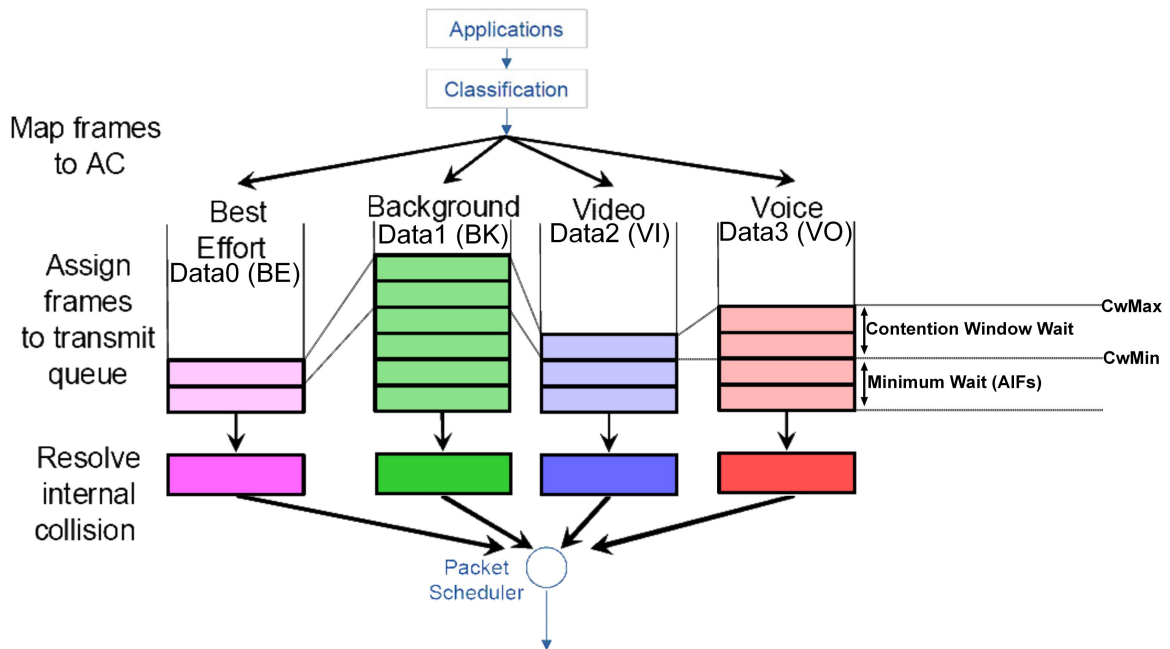 Applications
Classification
Map frames
to AC
Best
Effort
Data0 (BE)
Background
Data1 (BK)
Video
Data2 (VI)
Voice
Data3 (VO)
Assign
frames
to transmit
queue
CwMax
Contention Window Wait
CwMin
Minimum Wait (AIFs)
Resolve
internal
collision
Packet
Scheduler